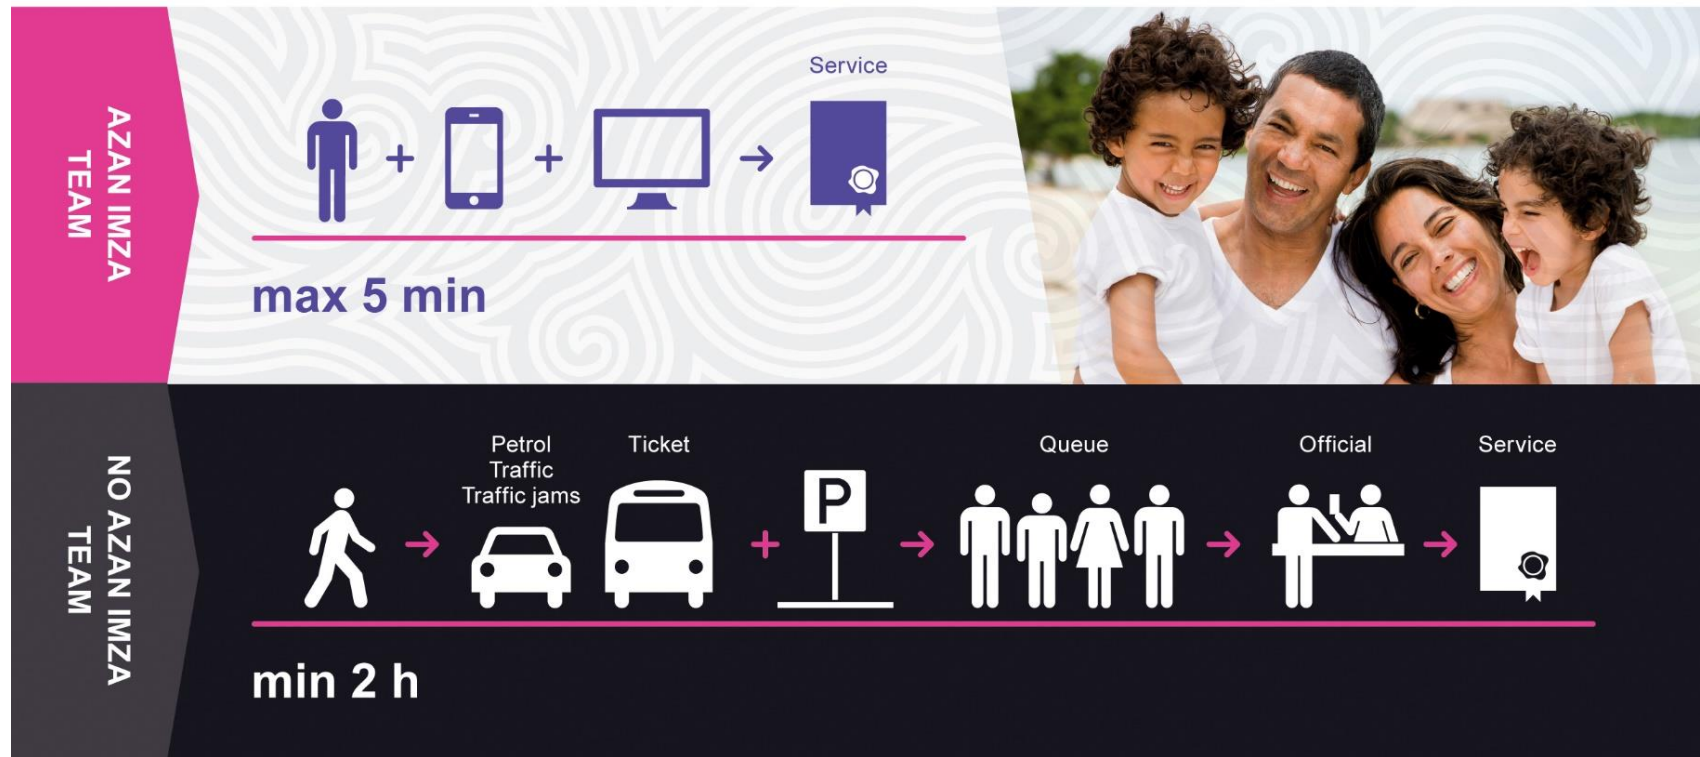 AZAN IMZA
TEAM
Service
max 5 min
NO AZAN IMZA
TEAM
Petrol
Traffic
Traffic jams
Ticket
P
Queue
Official
Service
min 2 h